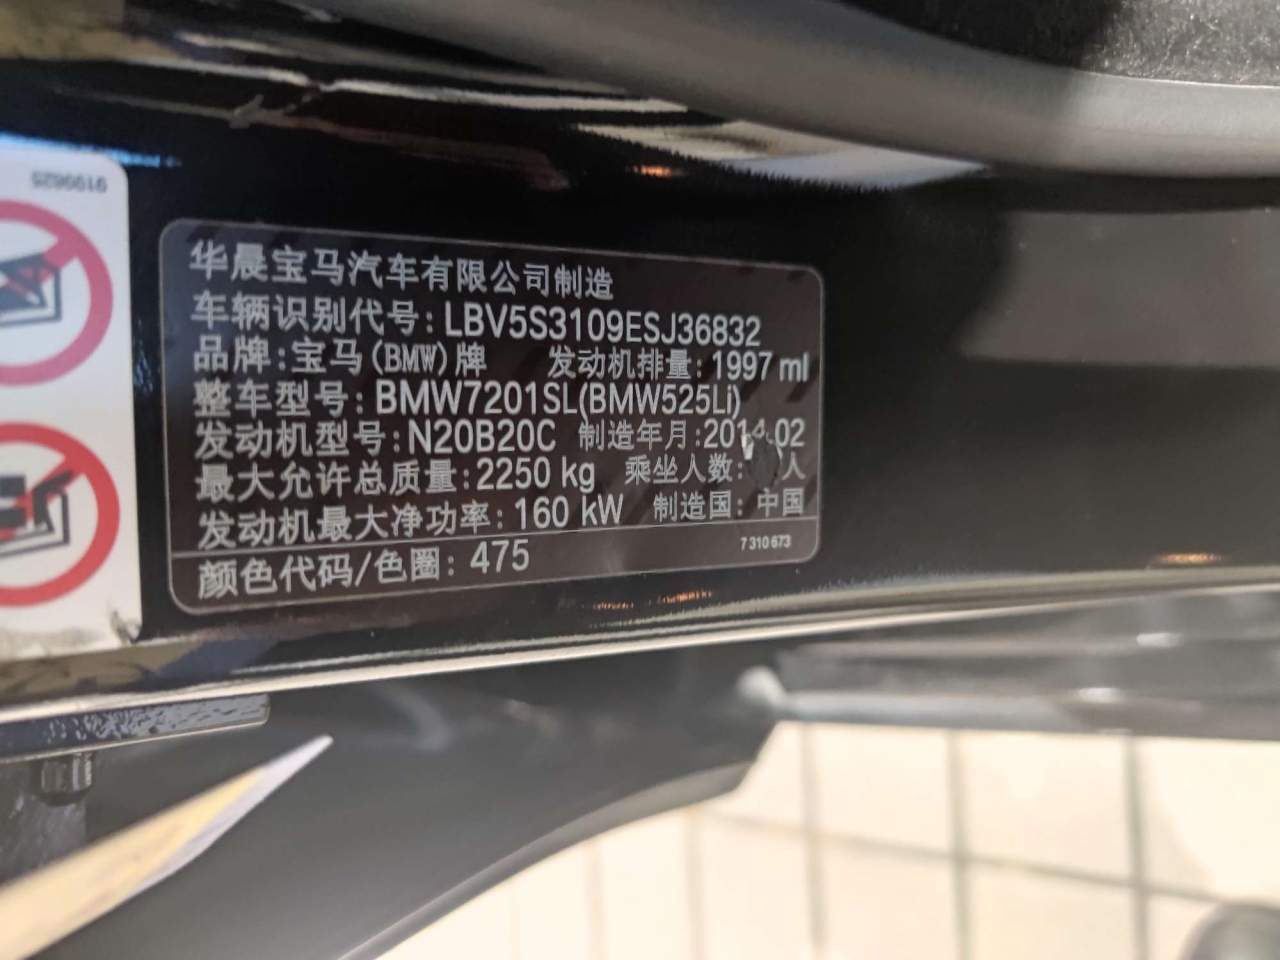 9199625
华晨宝马汽车有限公司制造
车辆识别代号：LBV5S3109ESJ36832
品牌：宝马(BMW)牌 发动机排量：1997 ml
整车型号：BMW7201SL(BMW525Li)
发动机型号：N20B20C 制造年月：2014.02
最大允许总质量：2250 kg 乘坐人数： 人
发动机最大净功率：160 kW 制造国：中国
颜色代码/色圈：475
7 310 673